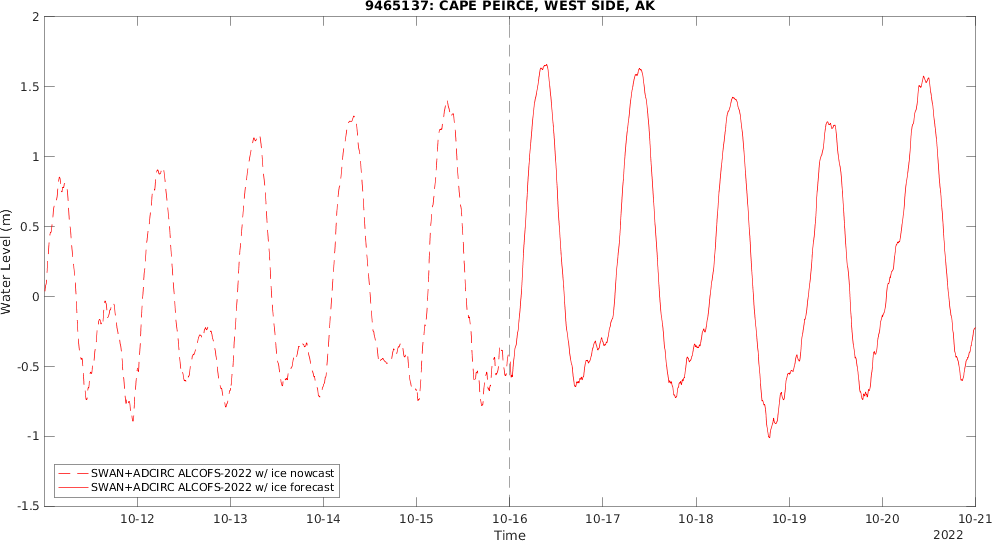 9465137: CAPE PEIRCE, WEST SIDE, AK
2
1.5
1
0.5
0
-0.5
-1
-1.5
Water Level (m)
SWAN+ADCIRC ALCOFS-2022 w/ ice nowcast
SWAN+ADCIRC ALCOFS-2022 w/ ice forecast
10-12 10-13 10-14 10-15 10-16 10-17 10-18 10-19 10-20 10-21
Time
2022